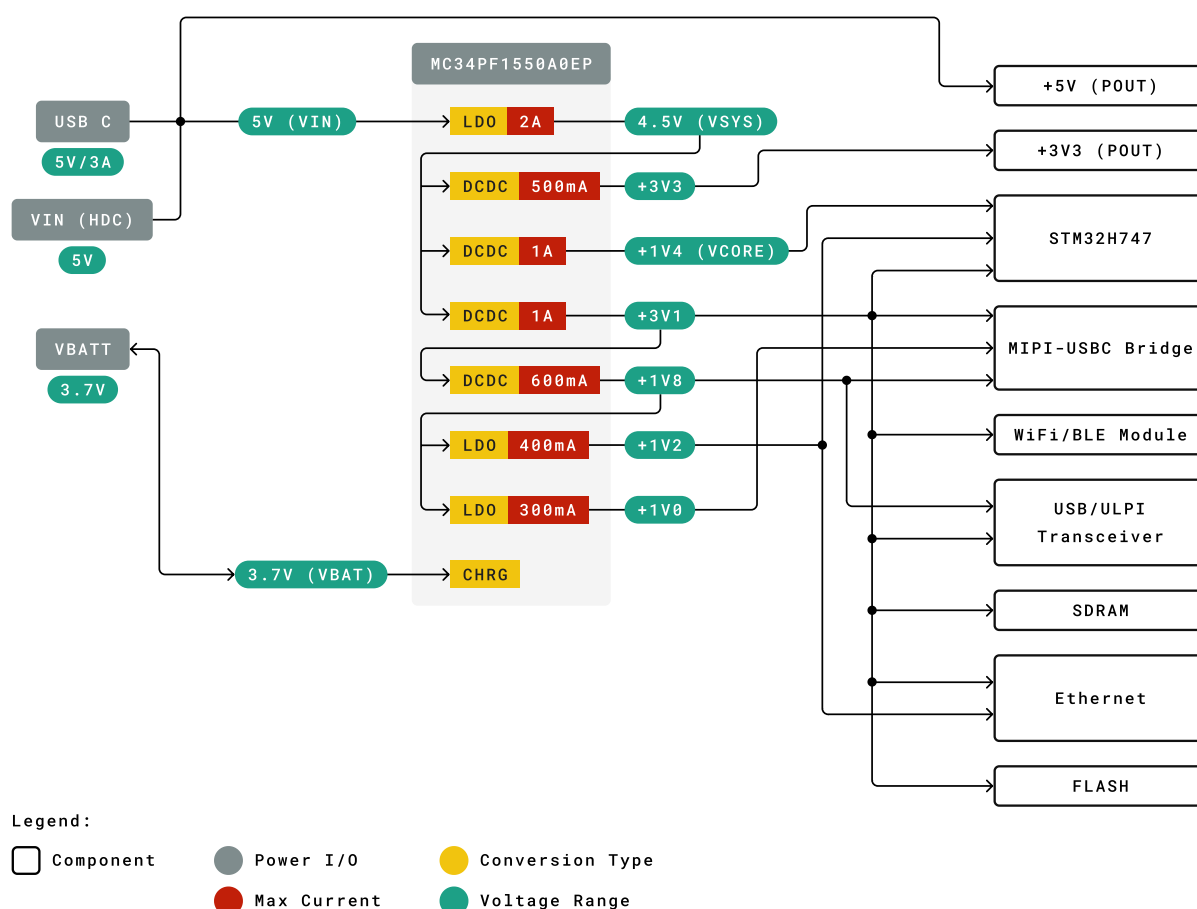 MC34PF1550A0EP
+5V (POUT)
USB C
5V (VIN)
LDO 2A
4.5V (VSYS)
5V/3A
+3V3 (POUT)
DCDC 500mA
+3V3
VIN (HDC)
STM32H747
5V
DCDC 1A
+1V4 (VCORE)
DCDC 1A
+3V1
VBATT
MIPI-USBC Bridge
3.7V
DCDC 600mA
+1V8
WiFi/BLE Module
LDO 400mA
+1V2
LDO 300mA
+1V0
USB/ULPI
Transceiver
3.7V (VBAT)
CHRG
SDRAM
Ethernet
FLASH
Legend:
Component
Power I/O
Conversion Type
Max Current
Voltage Range